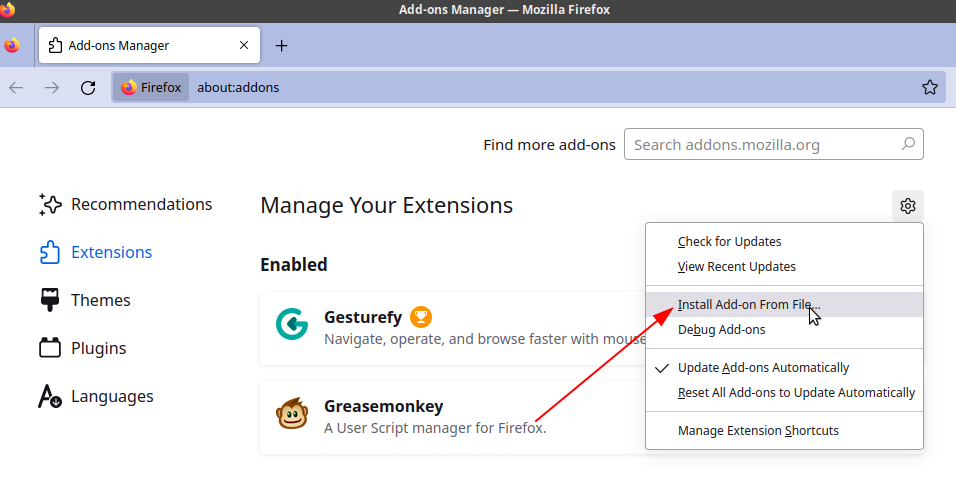 Add-ons Manager — Mozilla Firefox
Add-ons Manager
Firefox about:addons
Find more add-ons Search addons.mozilla.org
Recommendations
Extensions
Themes
Plugins
Languages
Manage Your Extensions
Enabled
Gesturefy
Navigate, operate, and browse faster with mouse
Greasemonkey
A User Script manager for Firefox.
Check for Updates
View Recent Updates
Install Add-on From File...
Debug Add-ons
Update Add-ons Automatically
Reset All Add-ons to Update Automatically
Manage Extension Shortcuts